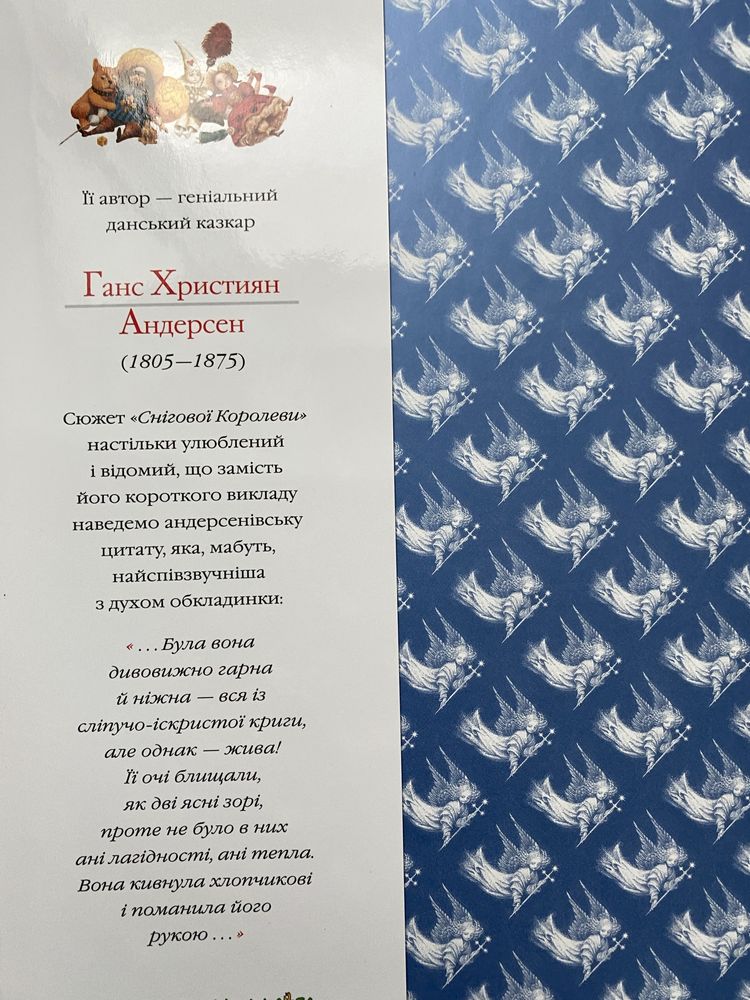 Її автор — геніальний
данський казкар
Ганс Християн
Андерсен
(1805—1875)
Сюжет «Снігової Королеви»
настільки улюблений
і відомий, що замість
його короткого викладу
наведемо андерсенівську
цитату, яка, мабуть,
найспівзвучніша
з духом обкладинки:
«...Була вона
дивовижно гарна
й ніжна — вся із
сліпучо-іскристої криги,
але однак — жива!
Її очі блищали,
як дві ясні зорі,
проте не було в них
ані лагідності, ані тепла.
Вона кивнула хлопчикові
і поманила його
рукою...»